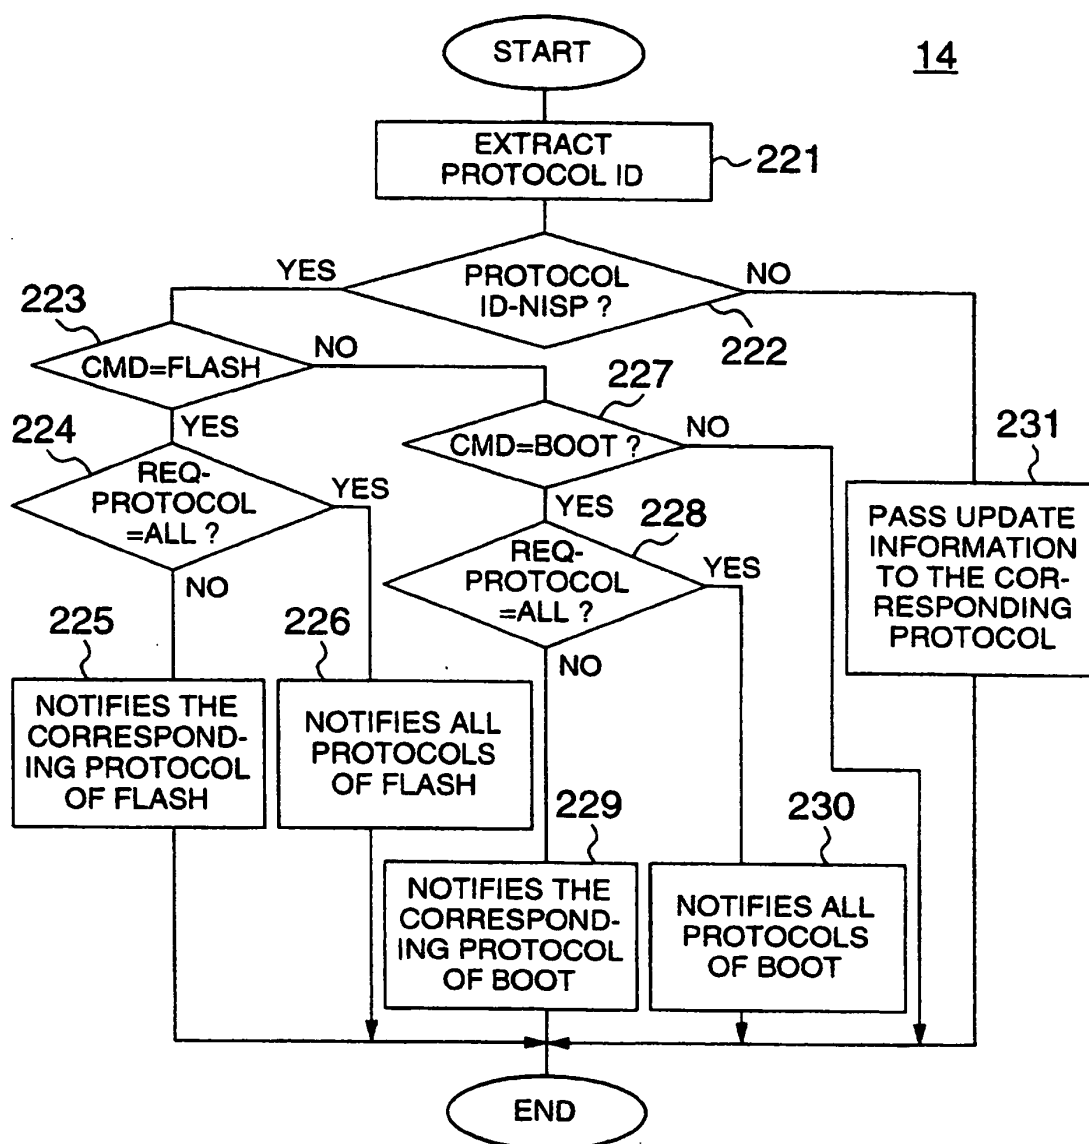 START
14
EXTRACT
PROTOCOL ID
221
YES
PROTOCOL
ID-NISP ?
NO
222
223
CMD=FLASH
NO
YES
227
CMD=BOOT ?
NO
YES
224
REQ-
PROTOCOL
=ALL ?
YES
NO
228
REQ-
PROTOCOL
=ALL ?
YES
NO
231
PASS UPDATE
INFORMATION
TO THE COR-
RESPONDING
PROTOCOL
225
NOTIFIES THE
CORRESPOND-
ING PROTOCOL
OF FLASH
226
NOTIFIES ALL
PROTOCOLS
OF FLASH
229
NOTIFIES THE
CORRESPOND-
ING PROTOCOL
OF BOOT
230
NOTIFIES ALL
PROTOCOLS
OF BOOT
END